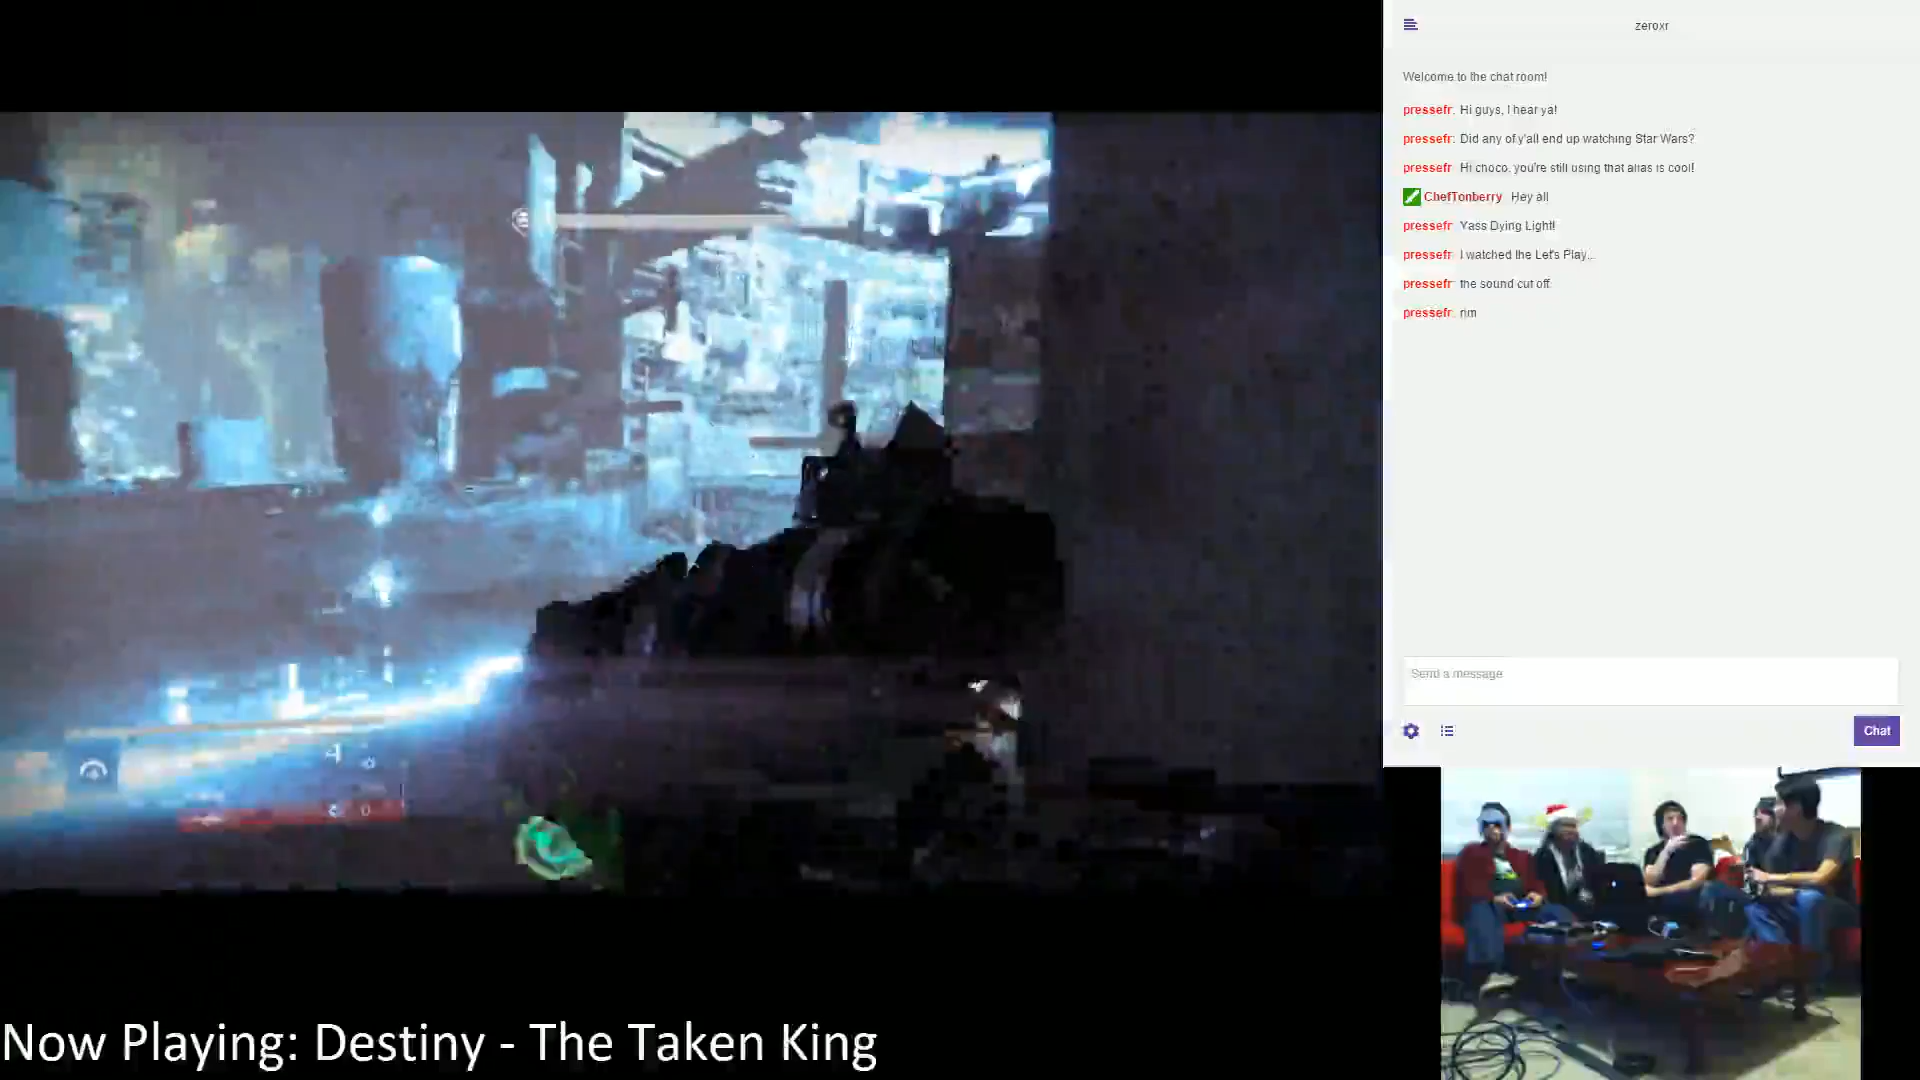 zeroxr
Welcome to the chat room!
pressefr: Hi guys, I hear ya!
pressefr: Did any of y'all end up watching Star Wars?
pressefr: Hi choco, you're still using that alias is cool!
ChefTonberry Hey all
pressefr: Yass Dying Light!
pressefr: I watched the Let's Play...
pressefr: the sound cut off.
pressefr: nm
Send a message
Chat
0
Now Playing: Destiny - The Taken King